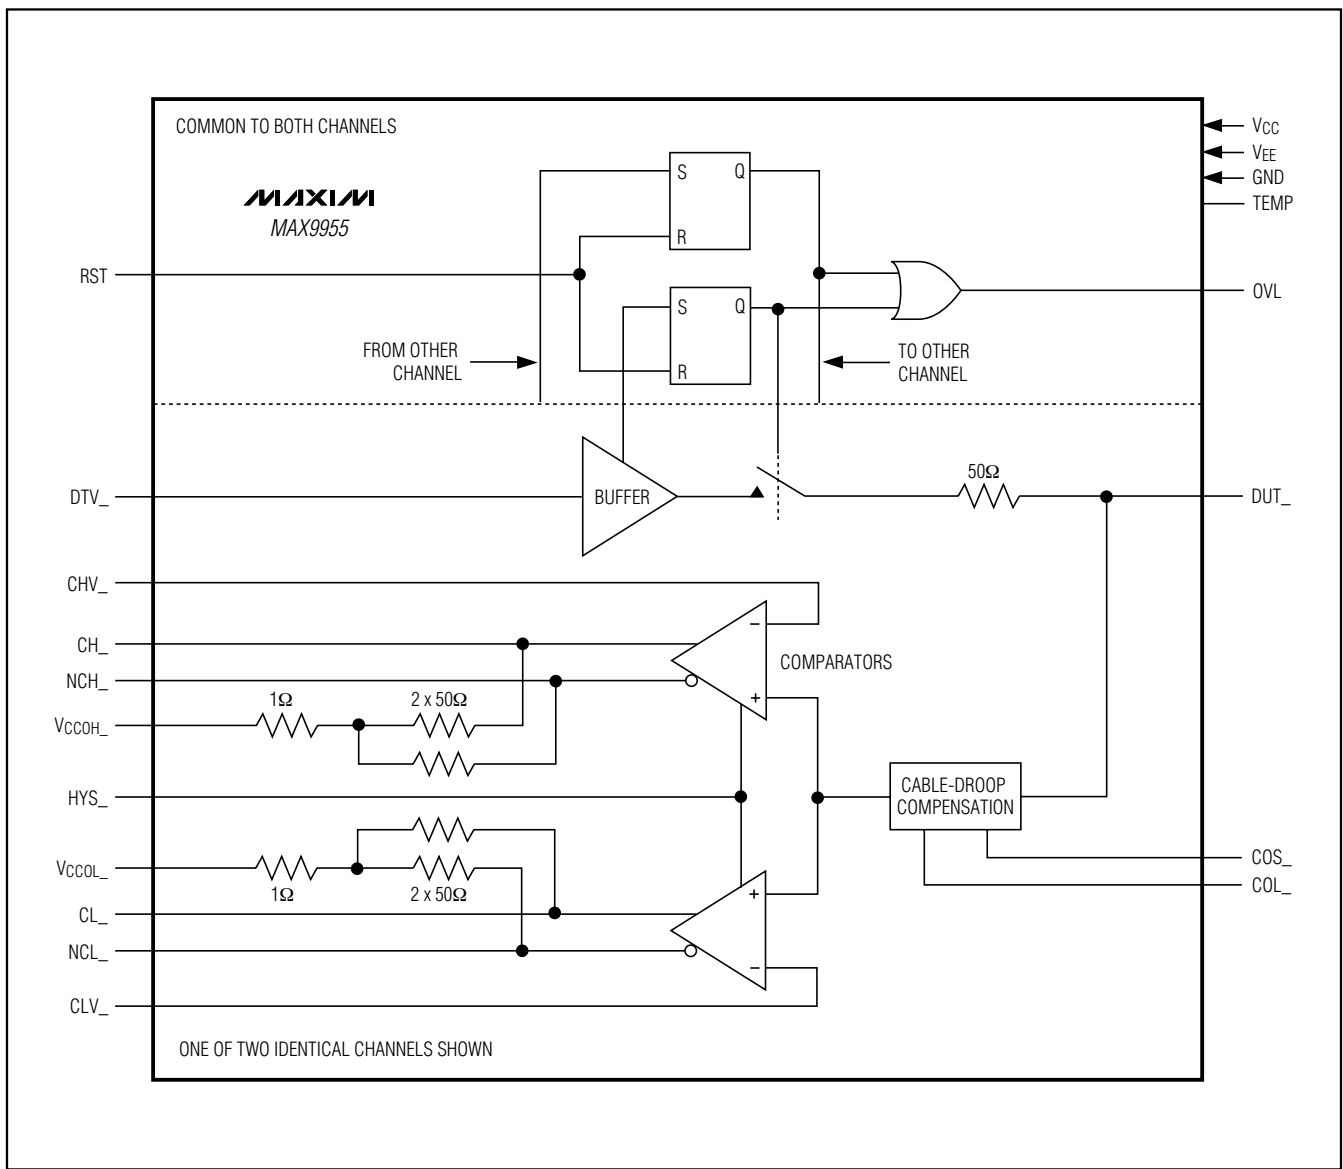 COMMON TO BOTH CHANNELS
MAXIM
MAX9955
VCC
VEE
GND
TEMP
S Q
R
RST
OVL
S Q
R
FROM OTHER
CHANNEL
TO OTHER
CHANNEL
DTV_
BUFFER
50Ω
DUT_
CHV_
−
CH_
COMPARATORS
NCH_
+
1Ω
2 x 50Ω
VCCOH_
HYS_
CABLE-DROOP
COMPENSATION
VCCOL_
1Ω
2 x 50Ω
COS_
COL_
+
CL_
NCL_
−
CLV_
ONE OF TWO IDENTICAL CHANNELS SHOWN